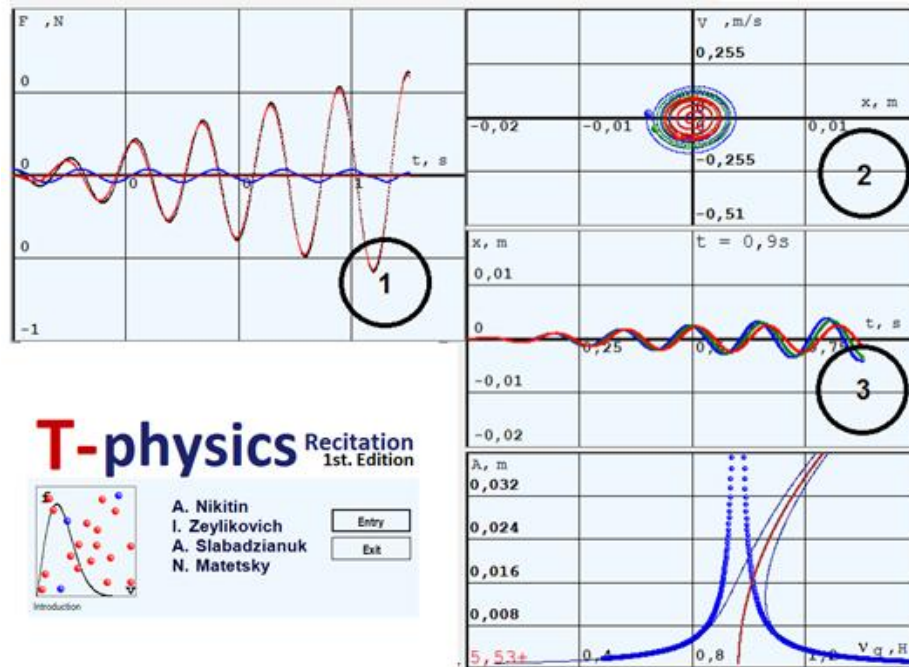 F ,N
0
0
0
0
1
t, s
0
-1
1
V ,m/s
0,255
x, m
-0,02
-0,01
0,01
-0,255
-0,51
2
x, m
t = 0,9s
0,01
0
t, s
0,25
-0,01
-0,02
3
T-physics Recitation
1st. Edition
A. Nikitin
I. Zeylikovich
A. Slabadzianuk
N. Matetsky
Entry
Exit
Introduction
A, m
0,032
0,024
0,016
0,008
5,53+
0,4
0,8